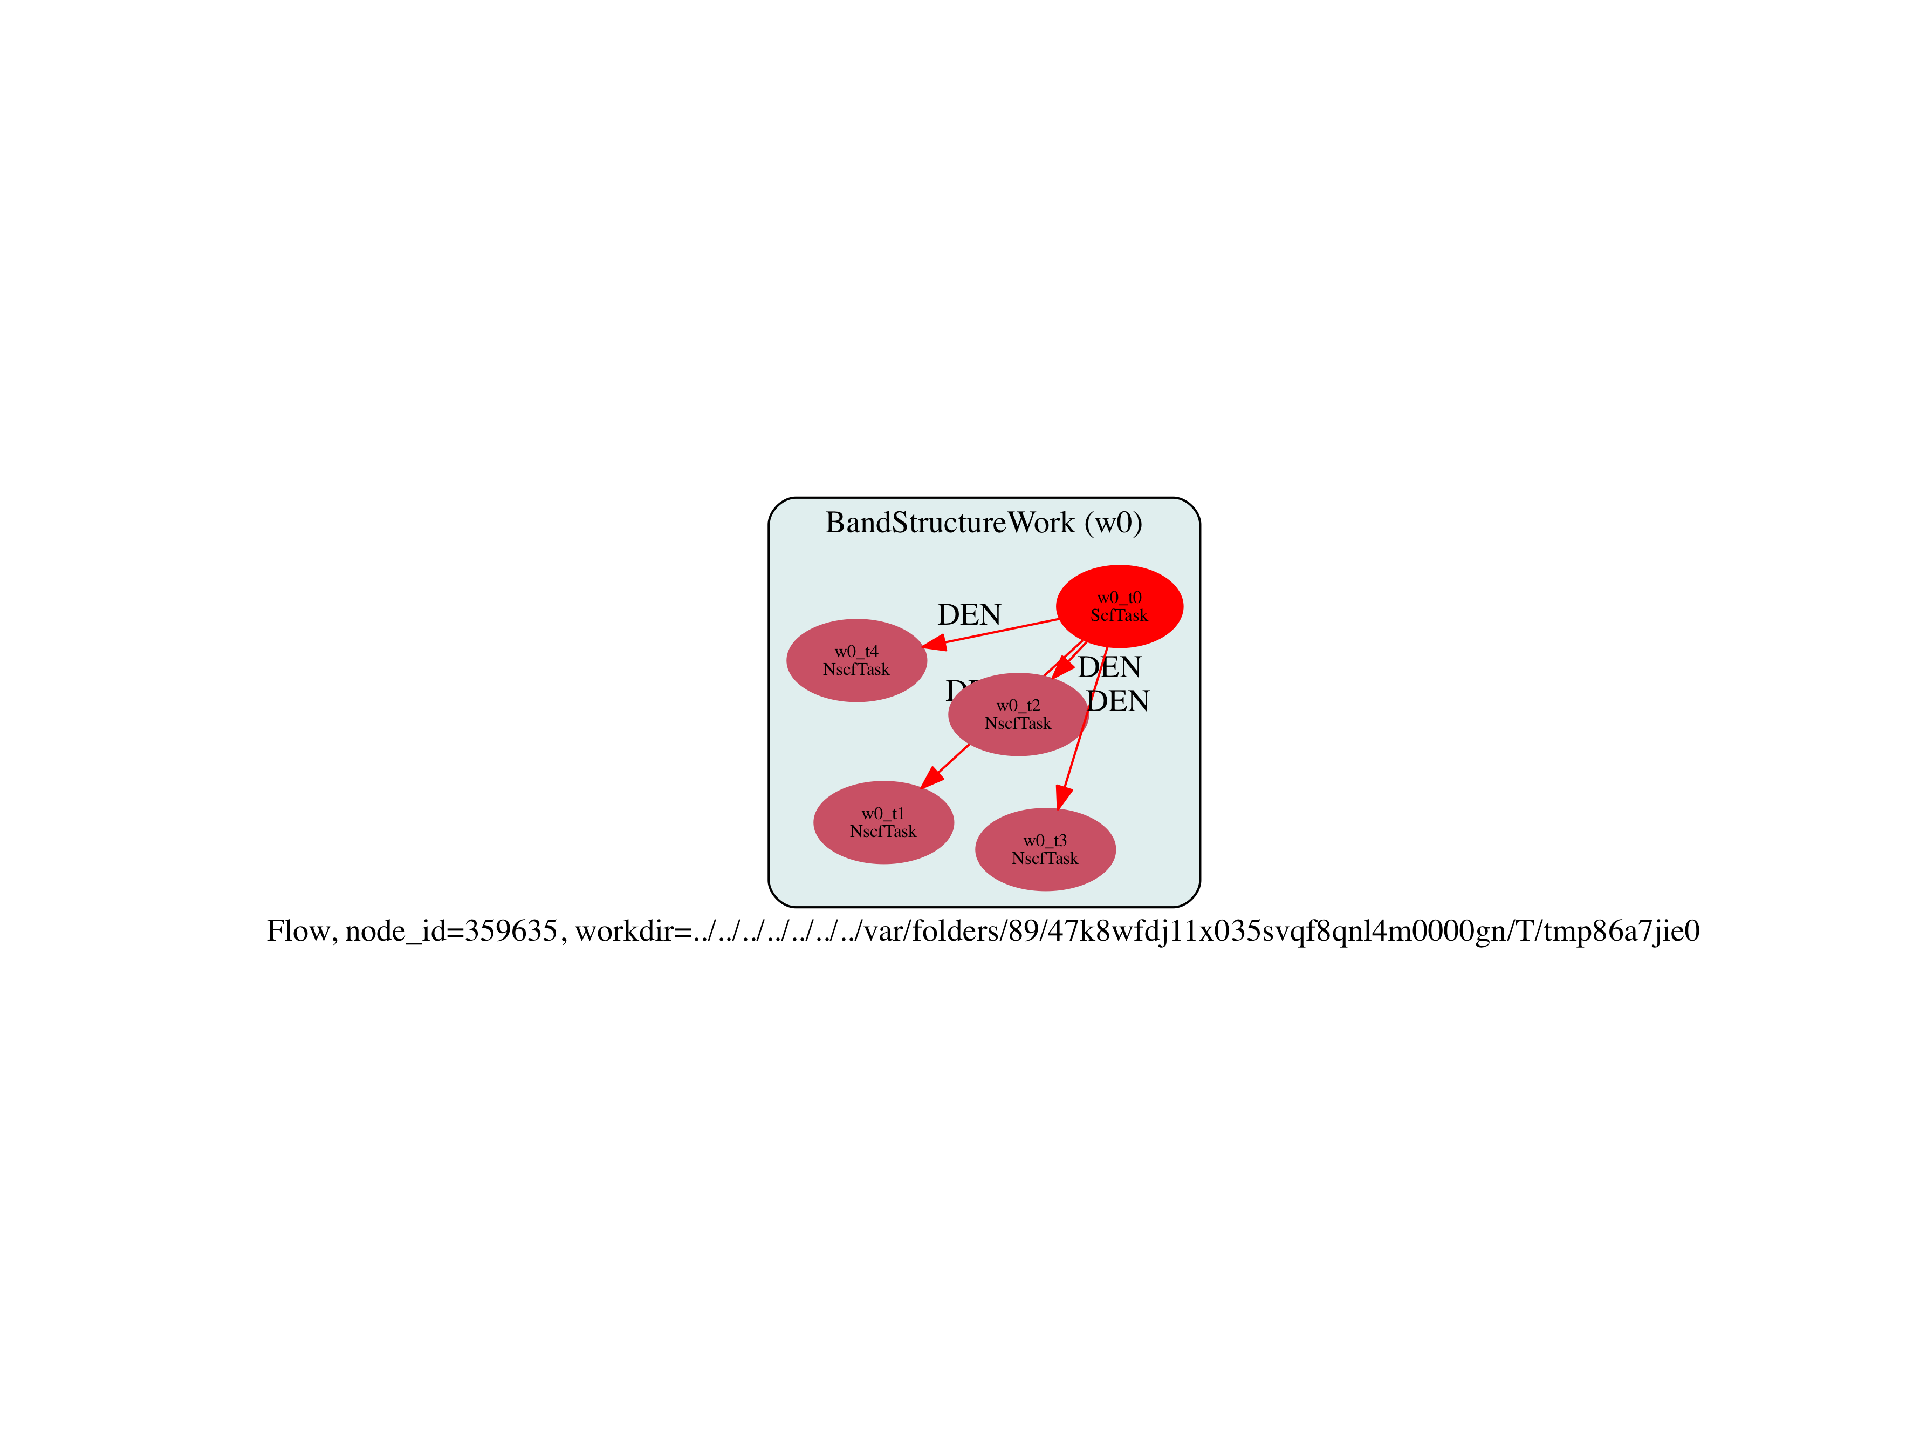 BandStructureWork (w0)
w0_t0
ScfTask
DEN
w0_t4
NscfTask
DEN
w0_t2
NscfTask
DEN
w0_t1
NscfTask
w0_t3
NscfTask
Flow, node_id=359635, workdir=../../../../../../../var/folders/89/47k8wfdj11x035svqf8qnl4m0000gn/T/tmp86a7jie0